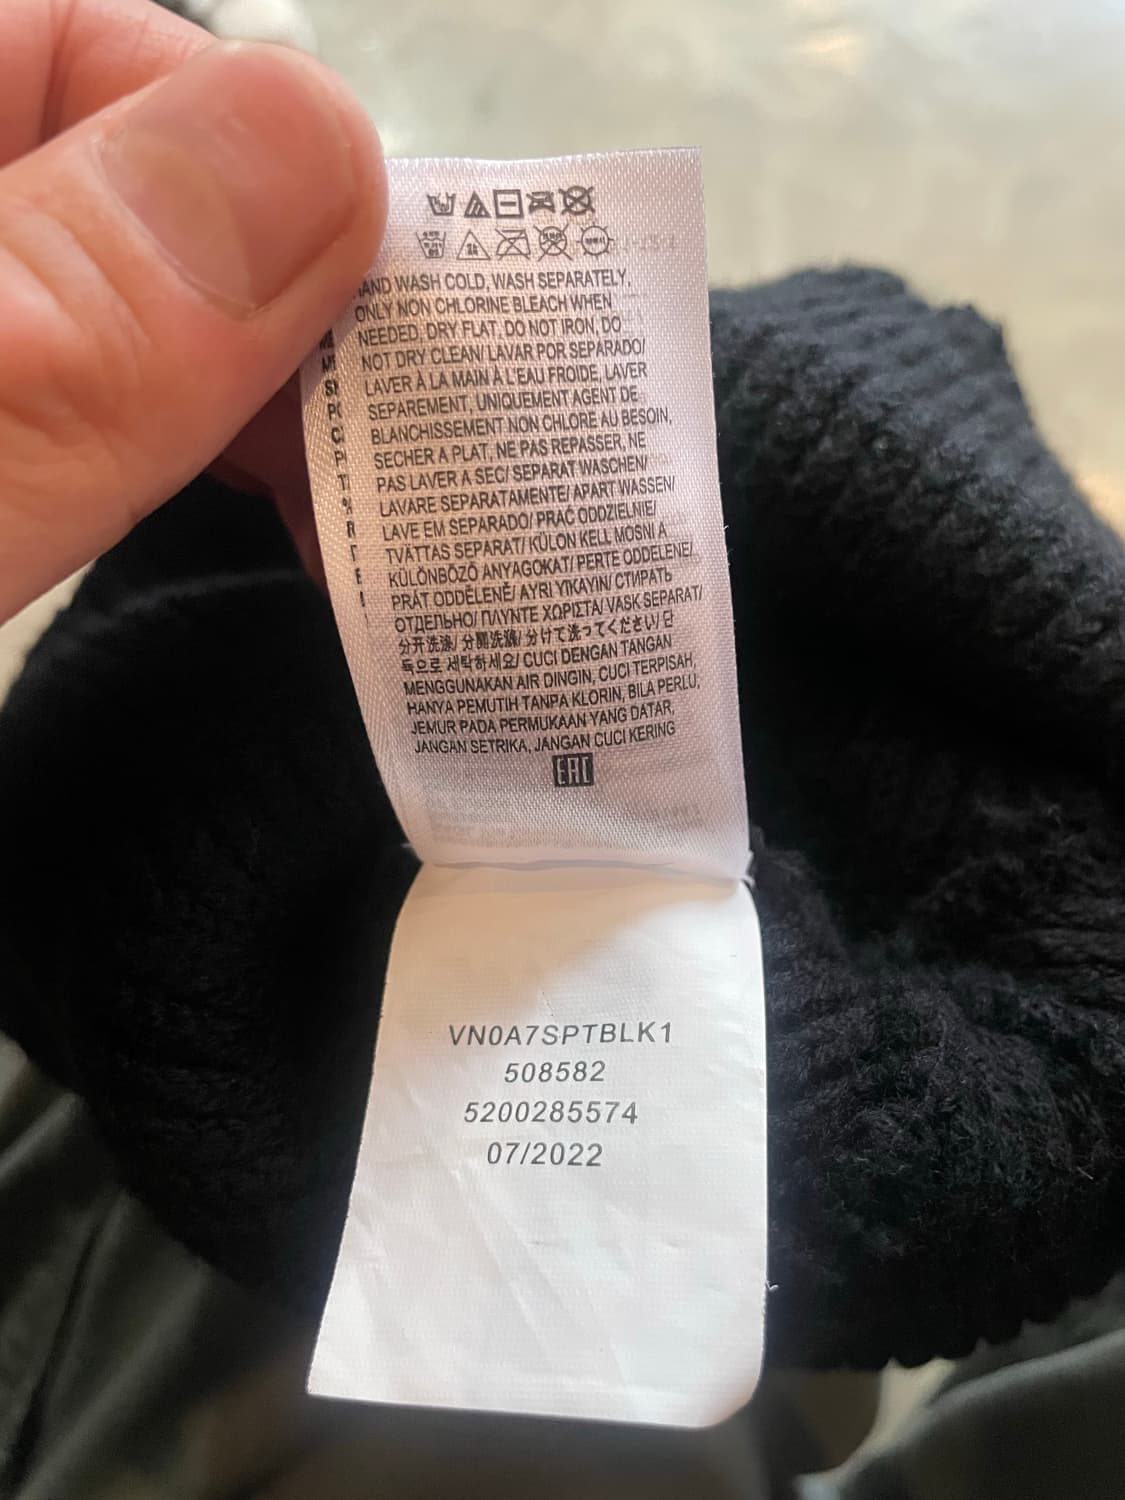 HAND WASH COLD, WASH SEPARATELY,
ONLY NON CHLORINE BLEACH WHEN
NEEDED, DRY FLAT, DO NOT IRON, DO
NOT DRY CLEAN/ LAVAR POR SEPARADO/
LAVER À LA MAIN À L'EAU FROIDE, LAVER
SEPAREMENT, UNIQUEMENT AGENT DE
BLANCHISSEMENT NON CHLORE AU BESOIN,
SECHER A PLAT, NE PAS REPASSER, NE
PAS LAVER A SEC/ SEPARAT WASCHEN/
LAVARE SEPARATAMENTE/ APART WASSEN/
LAVE EM SEPARADO/ PRAĆ ODDZIELNIE/
TVÄTTAS SEPARAT/ KÜLÖN KELL MOSNI A
KÜLÖNBÖZŐ ANYAGOKAT/ PERTE ODDELENE/
PRÁT ODDĚLENĚ/ AYRI YIKAYIN/ СТИРАТЬ
ОТДЕЛЬНО/ ΠΛΥΝΤΕ ΧΩΡΙΣΤΑ/ VASK SEPARAT/
分开洗涤/ 分開洗滌/ 分けて洗ってください/ 단
독으로 세탁하세요/ CUCI DENGAN TANGAN
MENGGUNAKAN AIR DINGIN, CUCI TERPISAH,
HANYA PEMUTIH TANPA KLORIN, BILA PERLU,
JEMUR PADA PERMUKAAN YANG DATAR,
JANGAN SETRIKA, JANGAN CUCI KERING
EAC
VN0A7SPTBLK1
508582
5200285574
07/2022